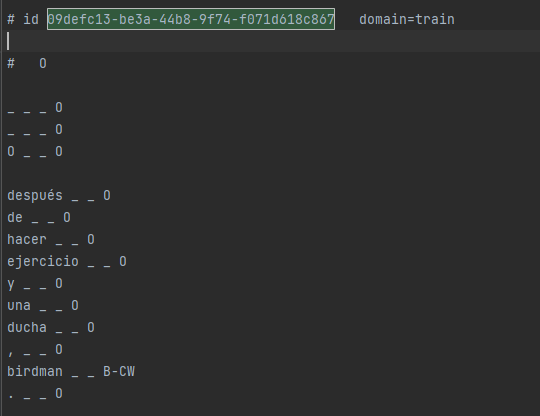 # id 09defc13-be3a-44b8-9f74-f071d618c867 domain=train
# O
_ _ _ O
_ _ _ O
O _ _ O
después _ _ O
de _ _ O
hacer _ _ O
ejercicio _ _ O
y _ _ O
una _ _ O
ducha _ _ O
, _ _ O
birdman _ _ B-CW
. _ _ O